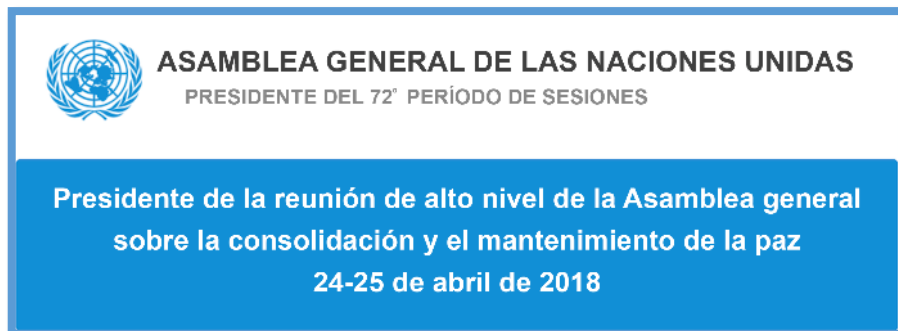 ASAMBLEA GENERAL DE LAS NACIONES UNIDAS
PRESIDENTE DEL 72° PERÍODO DE SESIONES
Presidente de la reunión de alto nivel de la Asamblea general
sobre la consolidación y el mantenimiento de la paz
24-25 de abril de 2018